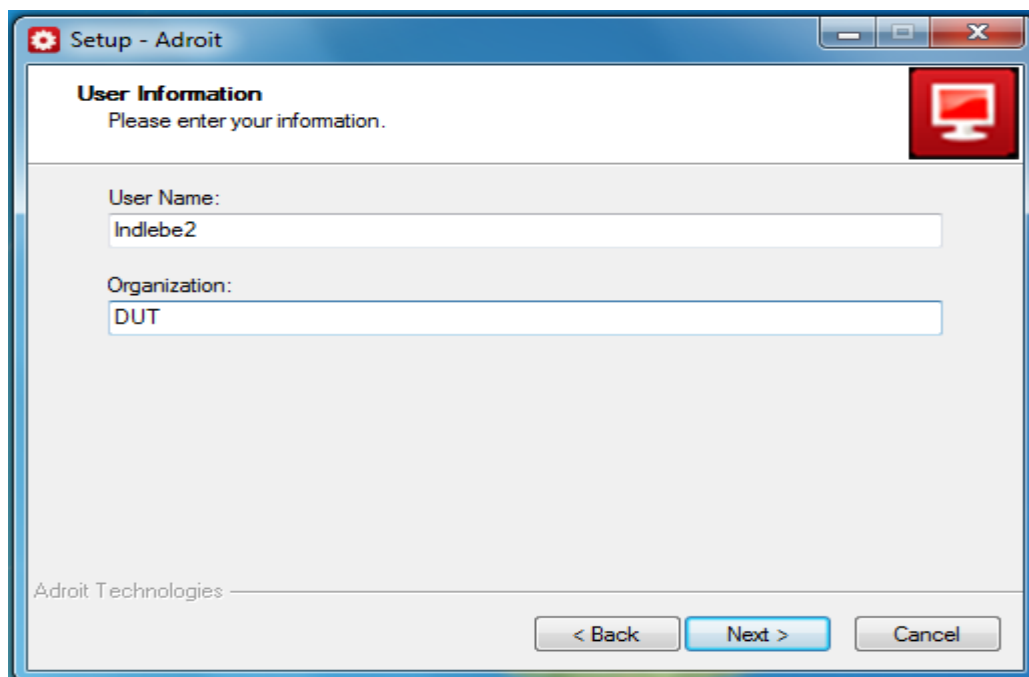 Setup - Adroit
User Information
Please enter your information.
User Name:
Indlebe2
Organization:
DUT
Adroit Technologies
< Back Next > Cancel